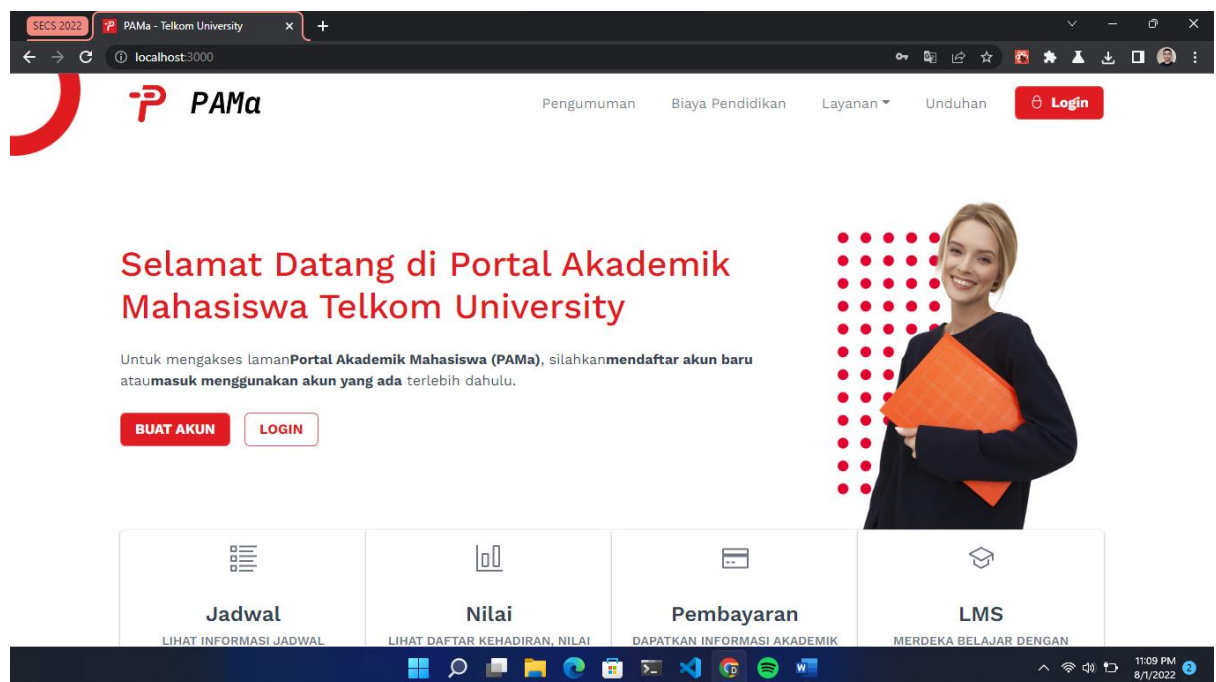 SECS 2022
PAMa - Telkom University
localhost:3000
PAMa
Pengumuman
Biaya Pendidikan
Layanan
Unduhan
Login
Selamat Datang di Portal Akademik
Mahasiswa Telkom University
Untuk mengakses lamanPortal Akademik Mahasiswa (PAMa), silahkanmendaftar akun baru
ataumasuk menggunakan akun yang ada terlebih dahulu.
BUAT AKUN
LOGIN
Jadwal
LIHAT INFORMASI JADWAL
Nilai
LIHAT DAFTAR KEHADIRAN, NILAI
Pembayaran
DAPATKAN INFORMASI AKADEMIK
LMS
MERDEKA BELAJAR DENGAN
11:09 PM
8/1/2022
2